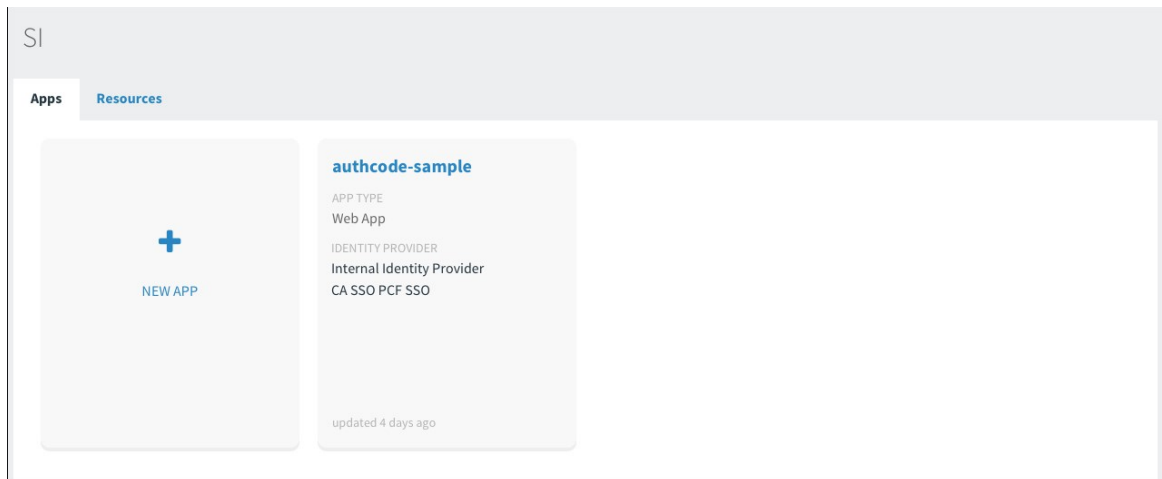 SI
Apps
Resources
NEW APP
authcode-sample
APP TYPE
Web App
IDENTITY PROVIDER
Internal Identity Provider
CA SSO PCF SSO
updated 4 days ago